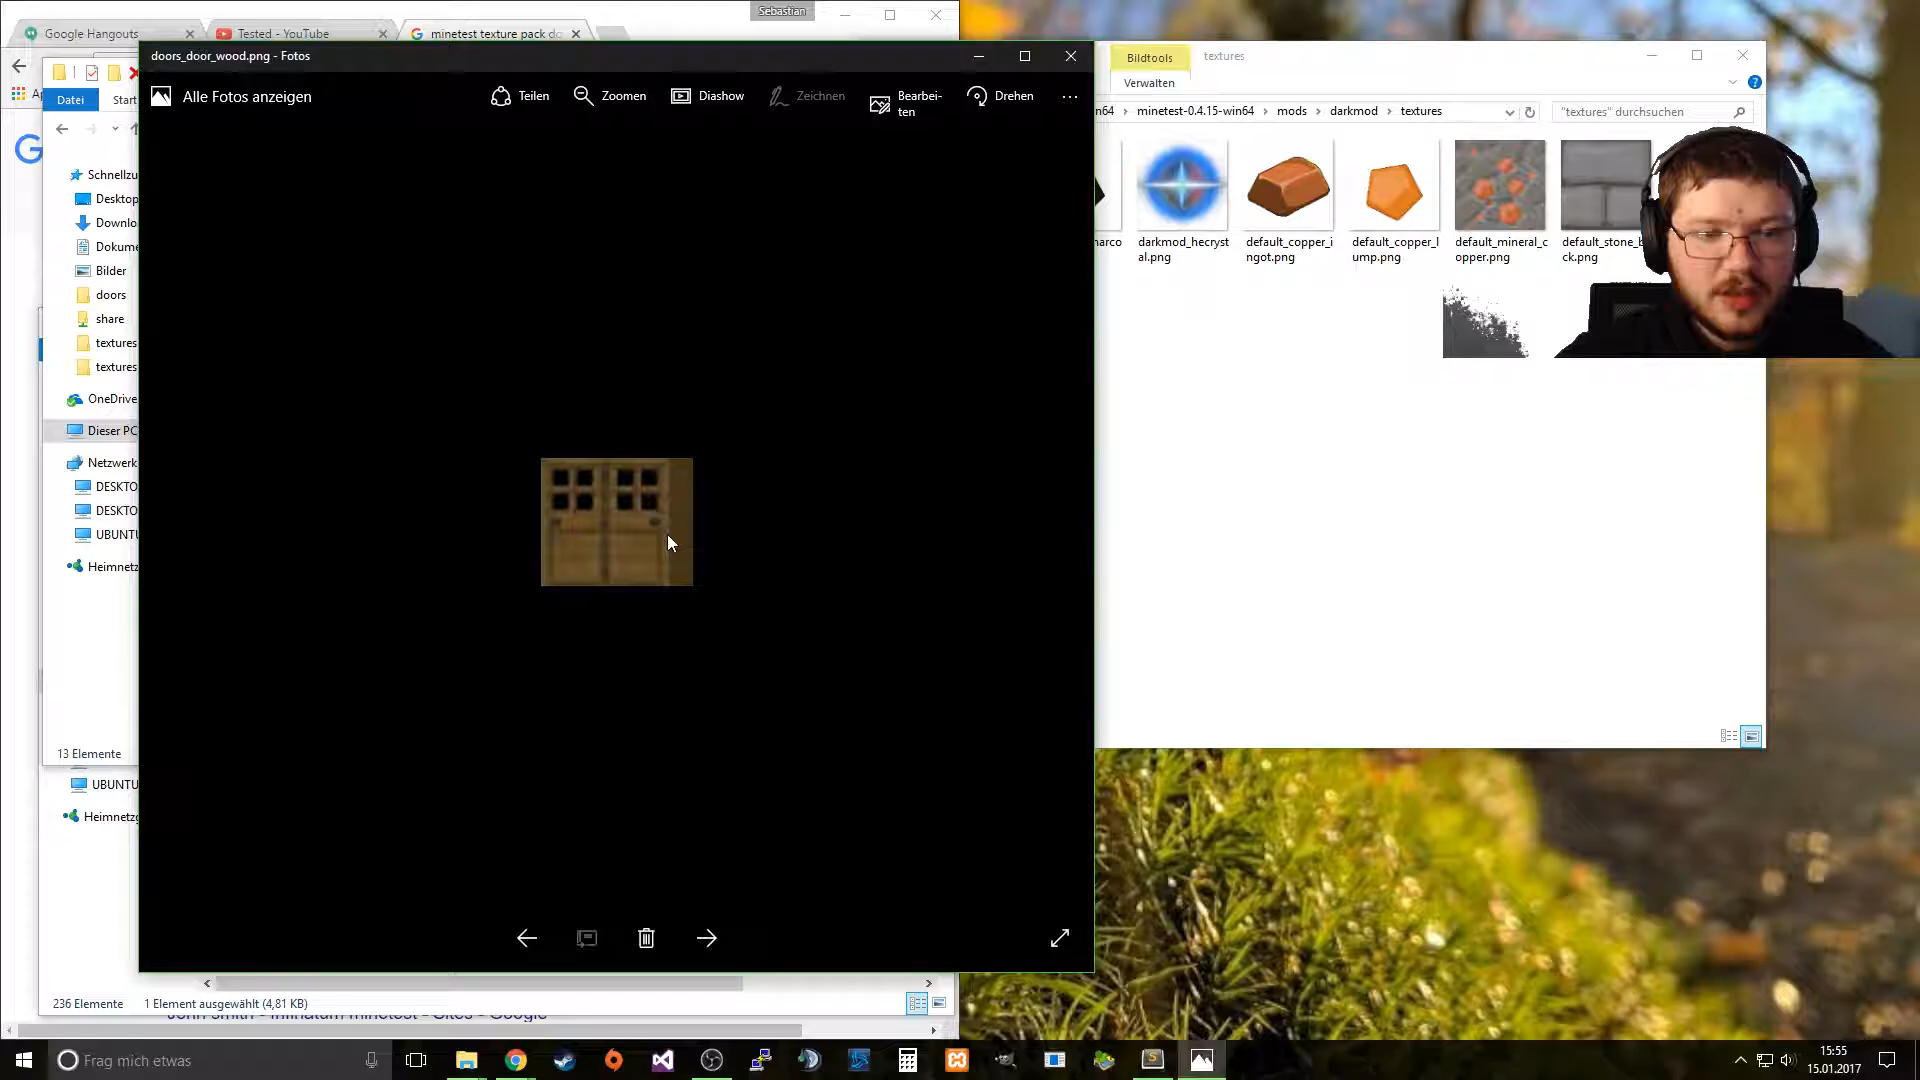 Sebastian
Google Hangouts
Tested - YouTube
minetest texture pack do
doors_door_wood.png - Fotos
Alle Fotos anzeigen
Teilen
Zoomen
Diashow
Zeichnen
Bearbei-
ten
Drehen
Datei
Start
Schnellzu
Desktop
Downlo
Dokume
Bilder
doors
share
textures
textures
OneDrive
Dieser PC
Netzwerk
DESKTO
DESKTO
UBUNTU
Heimnetz
13 Elemente
UBUNTU
Heimnetzg
236 Elemente
1 Element ausgewählt (4,81 KB)
Bildtools
textures
Verwalten
n64 › minetest-0.4.15-win64 › mods › darkmod › textures
"textures" durchsuchen
darkmod_hecryst
al.png
default_copper_i
ngot.png
default_copper_l
ump.png
default_mineral_c
opper.png
Frag mich etwas
15:55
15.01.2017